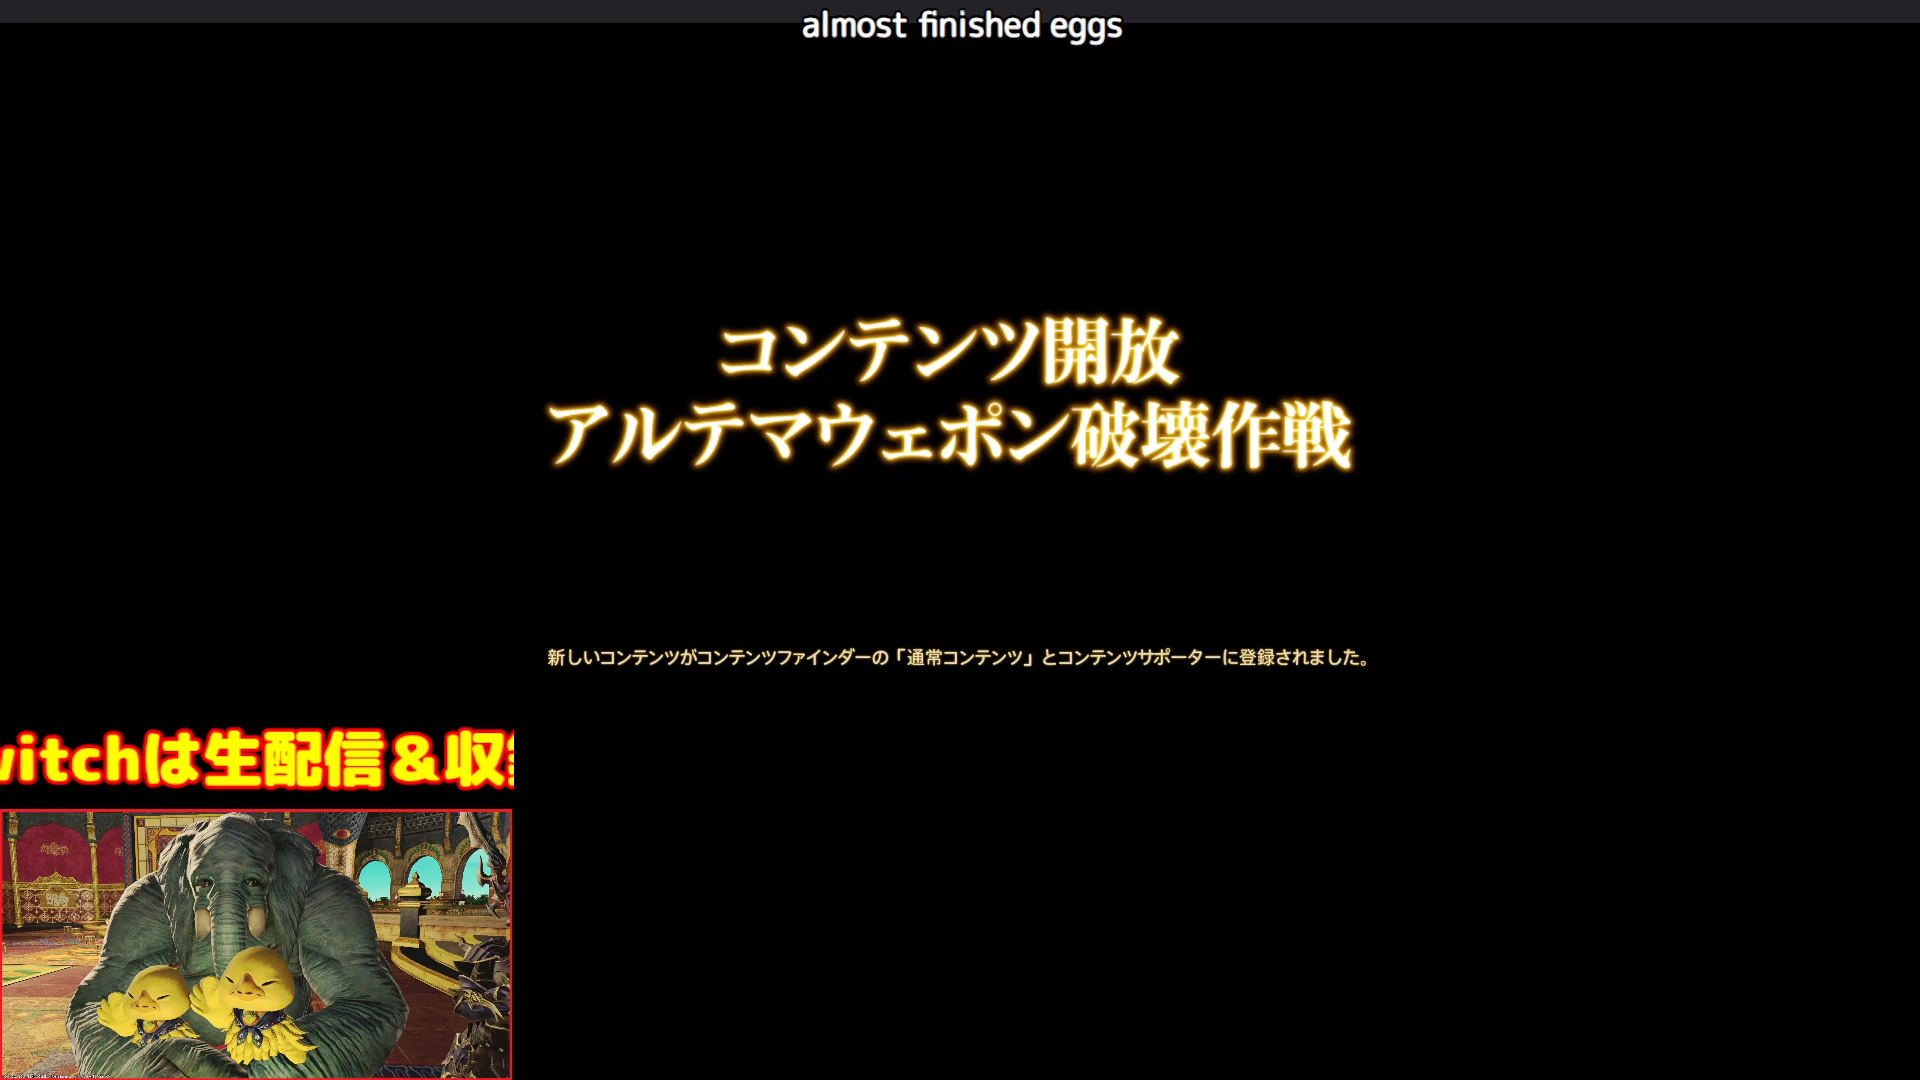 almost finished eggs
コンテンツ開放
アルテマウェポン破壊作戦
新しいコンテンツがコンテンツファインダーの「通常コンテンツ」とコンテンツサポーターに登録されました。
witchは生配信＆収